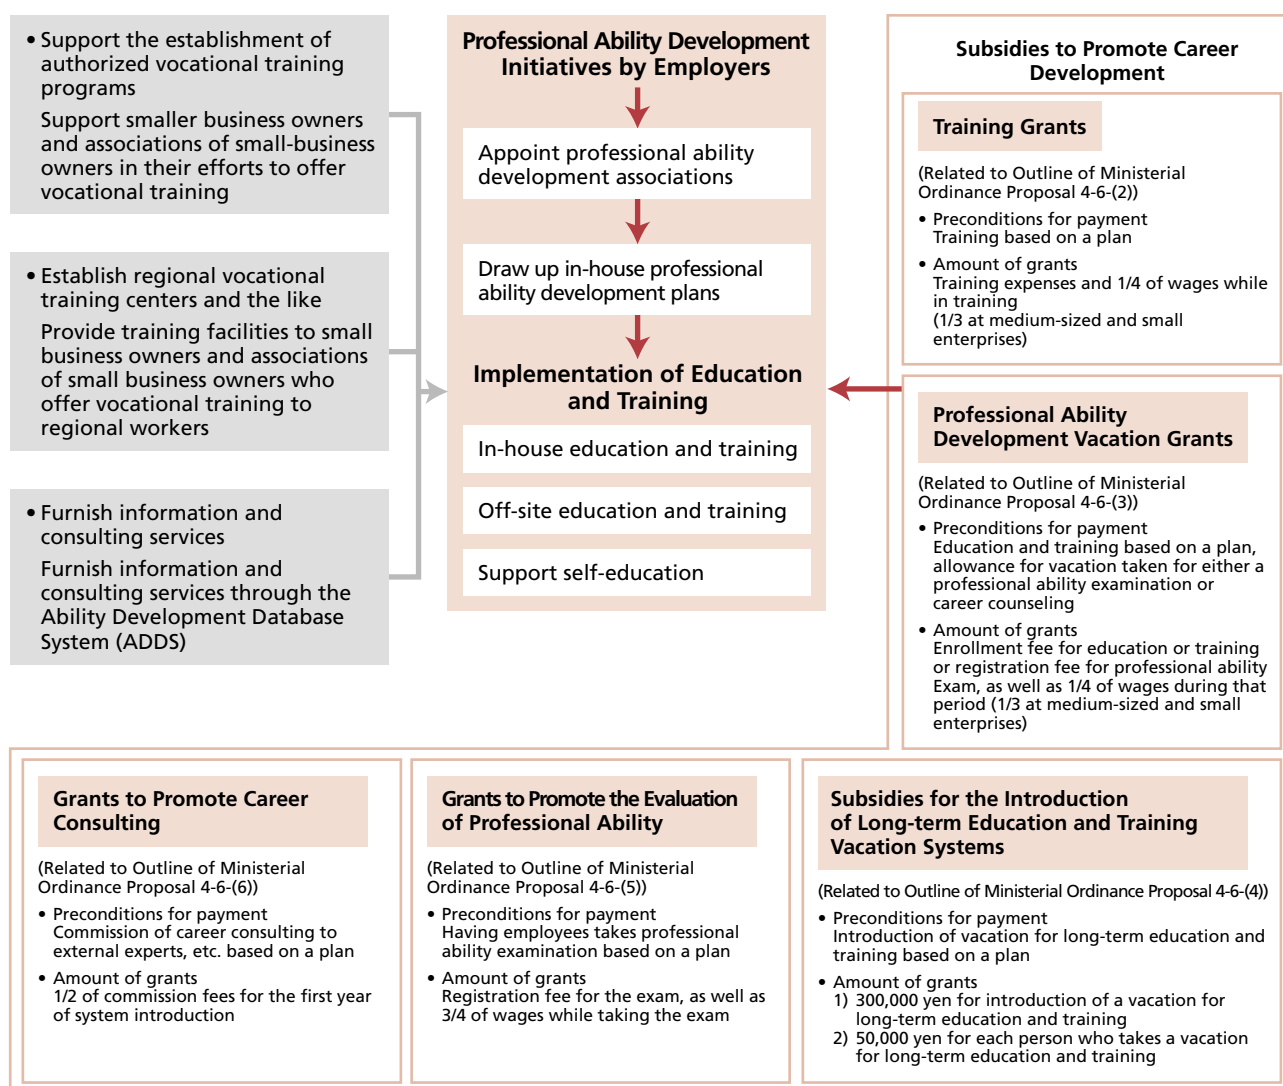 • Support the establishment of
authorized vocational training
programs
Support smaller business owners
and associations of small-business
owners in their efforts to offer
vocational training
• Establish regional vocational
training centers and the like
Provide training facilities to small
business owners and associations
of small business owners who
offer vocational training to
regional workers
• Furnish information and
consulting services
Furnish information and
consulting services through the
Ability Development Database
System (ADDS)
Professional Ability Development
Initiatives by Employers
Appoint professional ability
development associations
Draw up in-house professional
ability development plans
Implementation of Education
and Training
In-house education and training
Off-site education and training
Support self-education
Subsidies to Promote Career
Development
Training Grants
(Related to Outline of Ministerial
Ordinance Proposal 4-6-(2))
• Preconditions for payment
Training based on a plan
• Amount of grants
Training expenses and 1/4 of wages while
in training
(1/3 at medium-sized and small
enterprises)
Professional Ability
Development Vacation Grants
(Related to Outline of Ministerial
Ordinance Proposal 4-6-(3))
• Preconditions for payment
Education and training based on a plan,
allowance for vacation taken for either a
professional ability examination or
career counseling
• Amount of grants
Enrollment fee for education or training
or registration fee for professional ability
Exam, as well as 1/4 of wages during that
period (1/3 at medium-sized and small
enterprises)
Grants to Promote Career
Consulting
(Related to Outline of Ministerial
Ordinance Proposal 4-6-(6))
• Preconditions for payment
Commission of career consulting to
external experts, etc. based on a plan
• Amount of grants
1/2 of commission fees for the first year
of system introduction
Grants to Promote the Evaluation
of Professional Ability
(Related to Outline of Ministerial
Ordinance Proposal 4-6-(5))
• Preconditions for payment
Having employees takes professional
ability examination based on a plan
• Amount of grants
Registration fee for the exam, as well as
3/4 of wages while taking the exam
Subsidies for the Introduction
of Long-term Education and Training
Vacation Systems
(Related to Outline of Ministerial Ordinance Proposal 4-6-(4))
• Preconditions for payment
Introduction of vacation for long-term education and
training based on a plan
• Amount of grants
1) 300,000 yen for introduction of a vacation for
long-term education and training
2) 50,000 yen for each person who takes a vacation
for long-term education and training